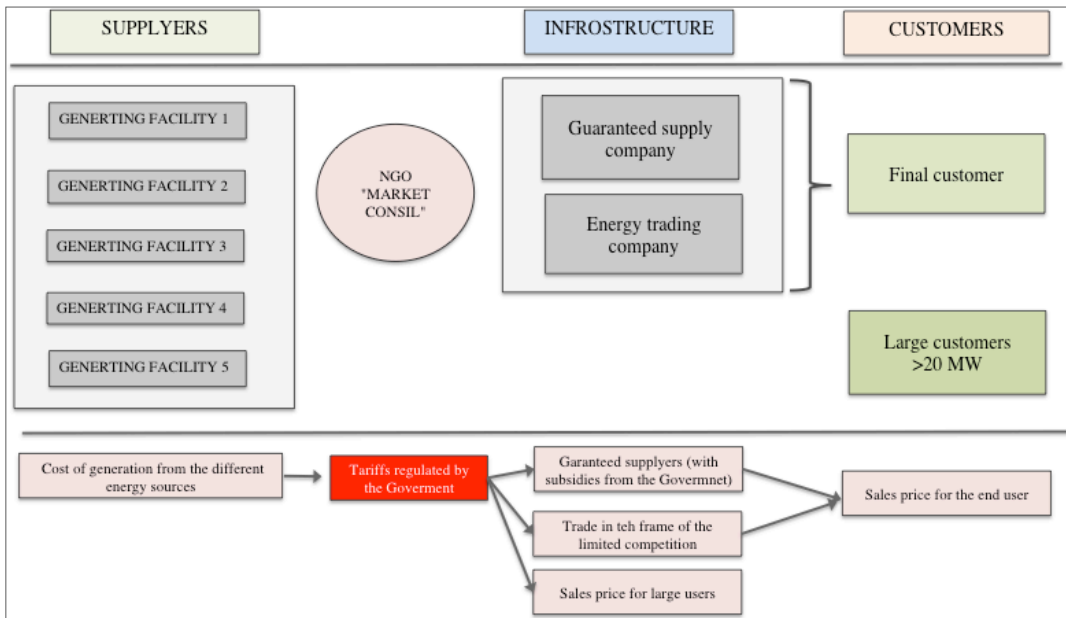 SUPPLYERS
INFROSTRUCTURE
CUSTOMERS
GENERTING FACILITY 1
GENERTING FACILITY 2
GENERTING FACILITY 3
GENERTING FACILITY 4
GENERTING FACILITY 5
NGO
"MARKET
CONSIL"
Guaranteed supply
company
Energy trading
company
Final customer
Large customers
>20 MW
Cost of generation from the different
energy sources
Tariffs regulated by
the Goverment
Garanteed supplyers (with
subsidies from the Govermnet)
Trade in teh frame of the
limited competition
Sales price for large users
Sales price for the end user